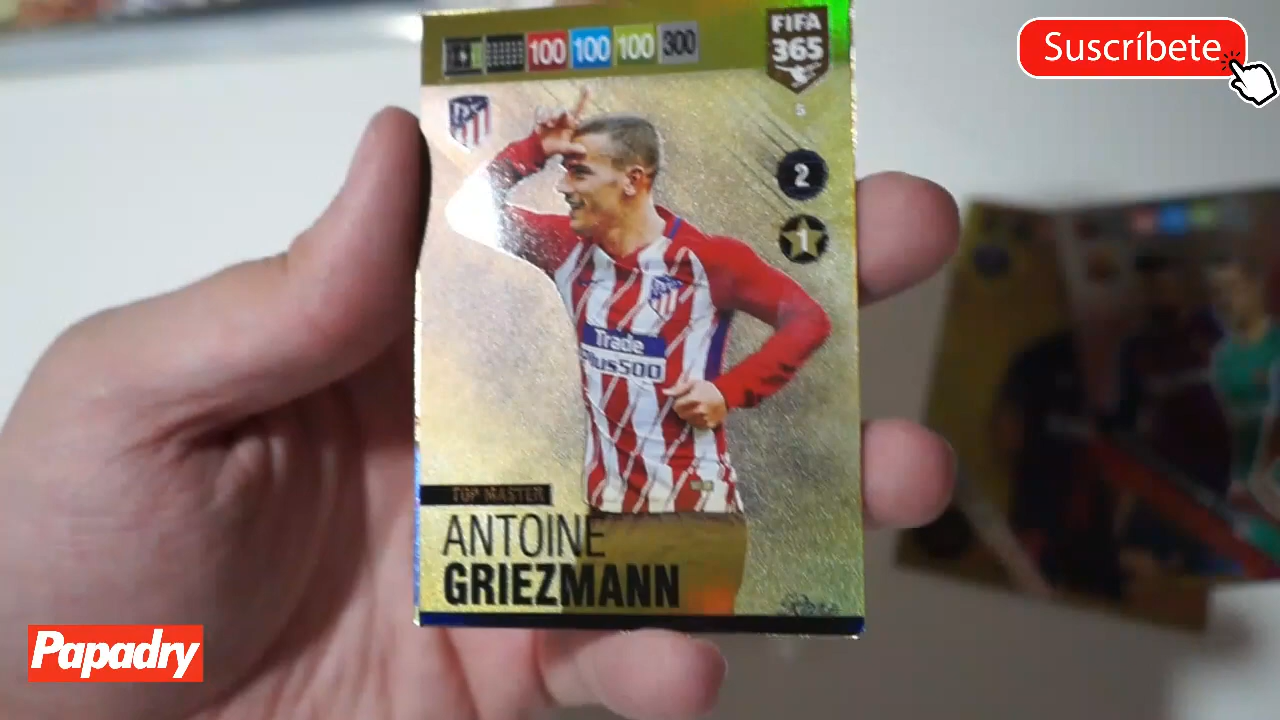 100 100 100 300
FIFA
365
Suscríbete
5
2
1
Trade
Plus500
TOP MASTER
ANTOINE
GRIEZMANN
Papadry